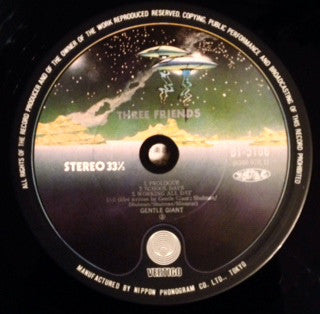 ALL RIGHTS OF THE RECORD PRODUCER AND OF THE OWNER OF THE WORK REPRODUCED RESERVED. COPYING, PUBLIC PERFORMANCE AND BROADCASTING OF THIS RECORD PROHIBITED
THREE FRIENDS
STEREO 33⅓
1. PROLOGUE
2. SCHOOL DAYS
3. WORKING ALL DAY
GENTLE GIANT
VERTIGO
MANUFACTURED BY NIPPON PHONOGRAM CO., LTD., TOKYO